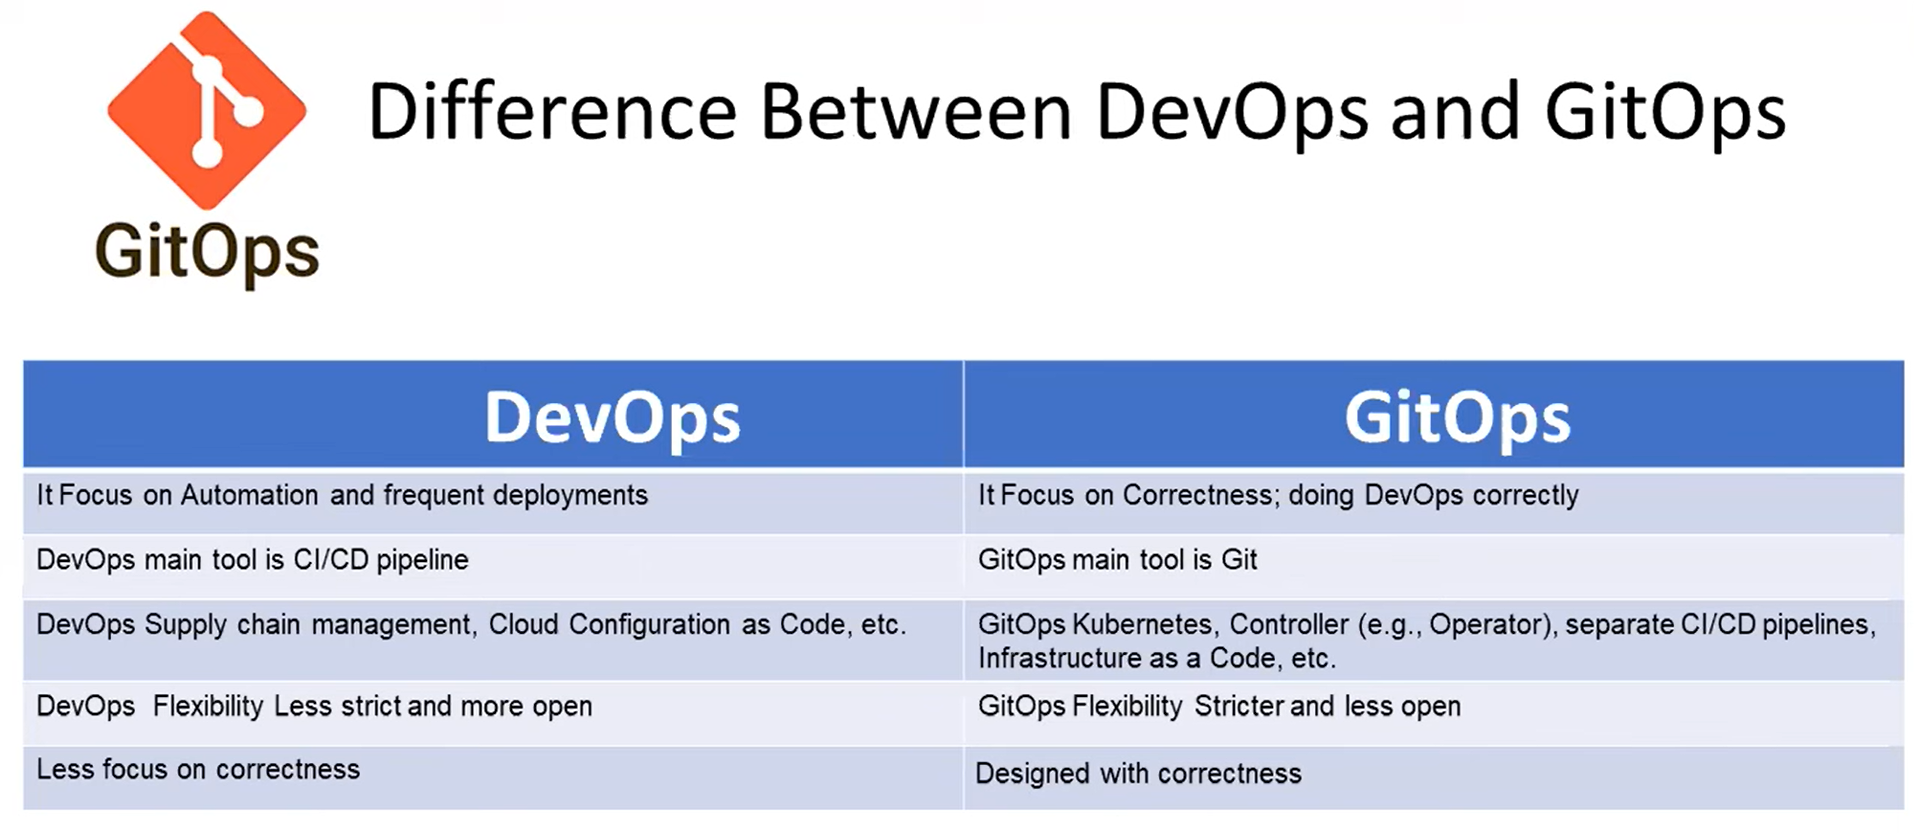 GitOps
Difference Between DevOps and GitOps
DevOps
GitOps
It Focus on Automation and frequent deployments
It Focus on Correctness; doing DevOps correctly
DevOps main tool is CI/CD pipeline
GitOps main tool is Git
DevOps Supply chain management, Cloud Configuration as Code, etc.
GitOps Kubernetes, Controller (e.g., Operator), separate CI/CD pipelines,
Infrastructure as a Code, etc.
DevOps Flexibility Less strict and more open
GitOps Flexibility Stricter and less open
Less focus on correctness
Designed with correctness